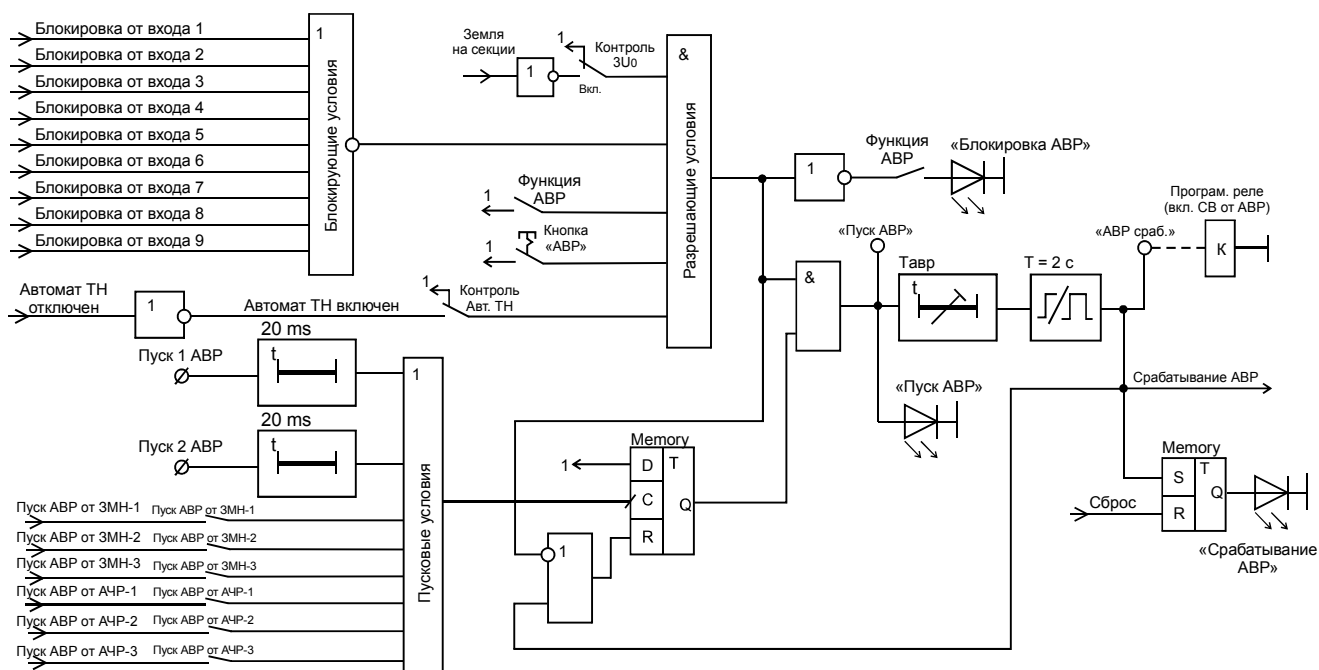 Блокировка от входа 1
Блокировка от входа 2
Блокировка от входа 3
Блокировка от входа 4
Блокировка от входа 5
Блокировка от входа 6
Блокировка от входа 7
Блокировка от входа 8
Блокировка от входа 9
1
Блокирующие условия
Земля
на секции
1
1
Контроль
3U0
Вкл.
&
Разрешающие условия
Функция
АВР
1
Кнопка
«АВР»
1
Автомат ТН
отключен
1
Автомат ТН включен
1
Контроль
Авт. ТН
1
Функция
АВР
«Блокировка АВР»
Програм. реле
(вкл. СВ от АВР)
«АВР сраб.»
К
«Пуск АВР»
&
Тавр
t
T = 2 с
20 ms
Пуск 1 АВР
t
20 ms
Пуск 2 АВР
t
1
Пусковые условия
«Пуск АВР»
Срабатывание АВР
Memory
1
D
T
C
Q
R
Memory
S
T
Q
R
Сброс
«Срабатывание
АВР»
1
Пуск АВР от ЗМН-1
Пуск АВР от ЗМН-1
Пуск АВР от ЗМН-2
Пуск АВР от ЗМН-2
Пуск АВР от ЗМН-3
Пуск АВР от ЗМН-3
Пуск АВР от АЧР-1
Пуск АВР от АЧР-1
Пуск АВР от АЧР-2
Пуск АВР от АЧР-2
Пуск АВР от АЧР-3
Пуск АВР от АЧР-3